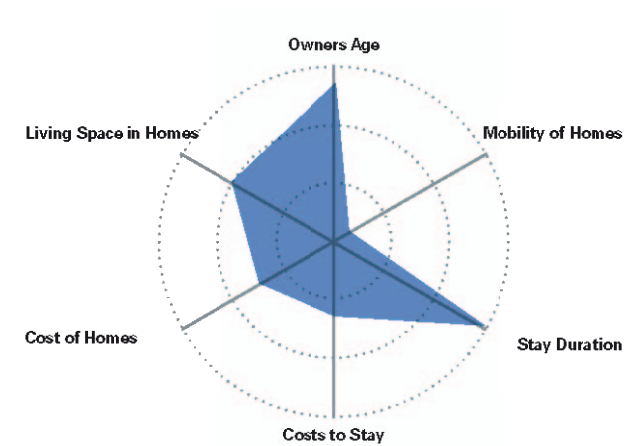 Owners Age
Living Space in Homes
Mobility of Homes
Cost of Homes
Stay Duration
Costs to Stay